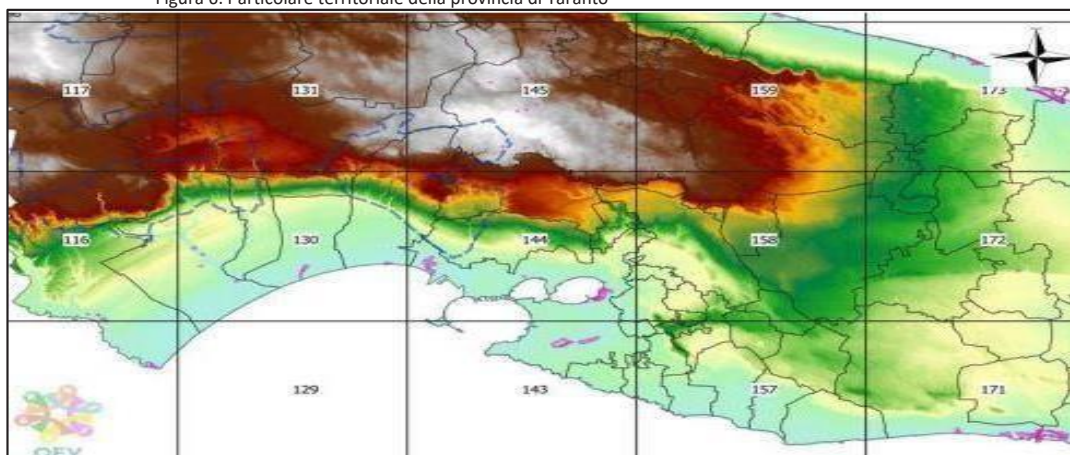 Figura 6. Particolare territoriale della provincia di Taranto
117 131 145 159 173
116 130 144 158 172
129 143 157 171
OEV